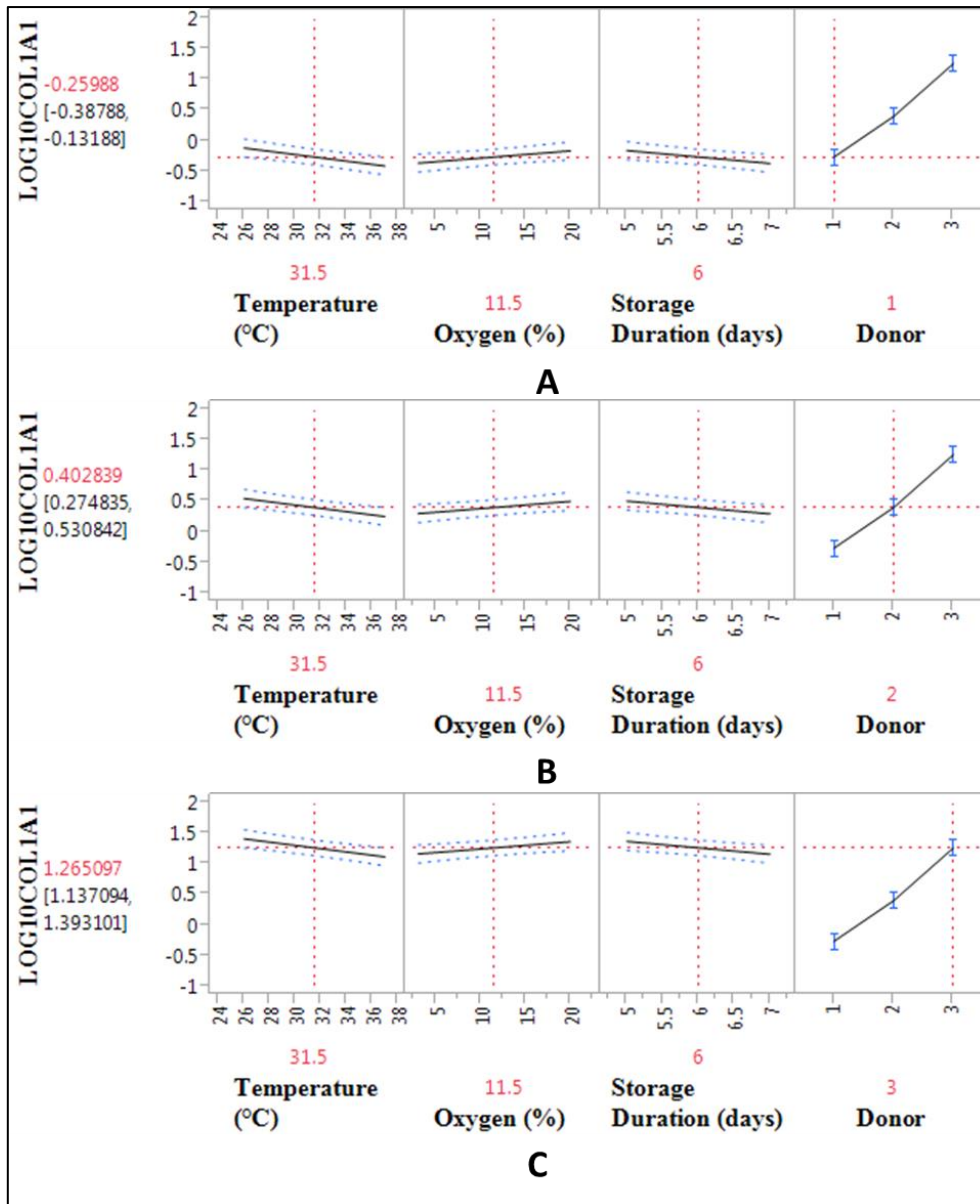 LOG10COL1A1
-0.25988
[-0.38788,
-0.13188]
2
1.5
1
0.5
0
-0.5
-1
24 26 28 30 32 34 36 38 5 10 15 20 5 5.5 6 6.5 7 1 2 3
31.5 11.5 6 1
Temperature (°C) Oxygen (%) Storage Duration (days) Donor
A
LOG10COL1A1
0.402839
[0.274835,
0.530842]
2
1.5
1
0.5
0
-0.5
-1
24 26 28 30 32 34 36 38 5 10 15 20 5 5.5 6 6.5 7 1 2 3
31.5 11.5 6 2
Temperature (°C) Oxygen (%) Storage Duration (days) Donor
B
LOG10COL1A1
1.265097
[1.137094,
1.393101]
2
1.5
1
0.5
0
-0.5
-1
24 26 28 30 32 34 36 38 5 10 15 20 5 5.5 6 6.5 7 1 2 3
31.5 11.5 6 3
Temperature (°C) Oxygen (%) Storage Duration (days) Donor
C